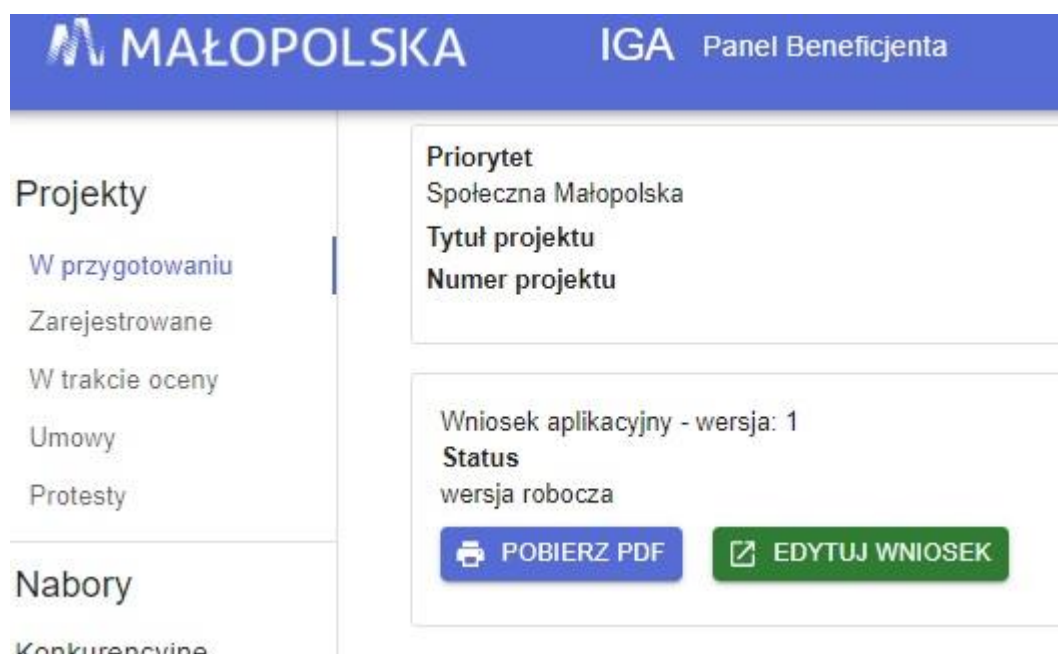 MAŁOPOLSKA
IGA Panel Beneficjenta
Projekty
W przygotowaniu
Zarejestrowane
W trakcie oceny
Umowy
Protesty
Nabory
Konkurencyjne
Priorytet
Społeczna Małopolska
Tytuł projektu
Numer projektu
Wniosek aplikacyjny - wersja: 1
Status
wersja robocza
POBIERZ PDF
EDYTUJ WNIOSEK